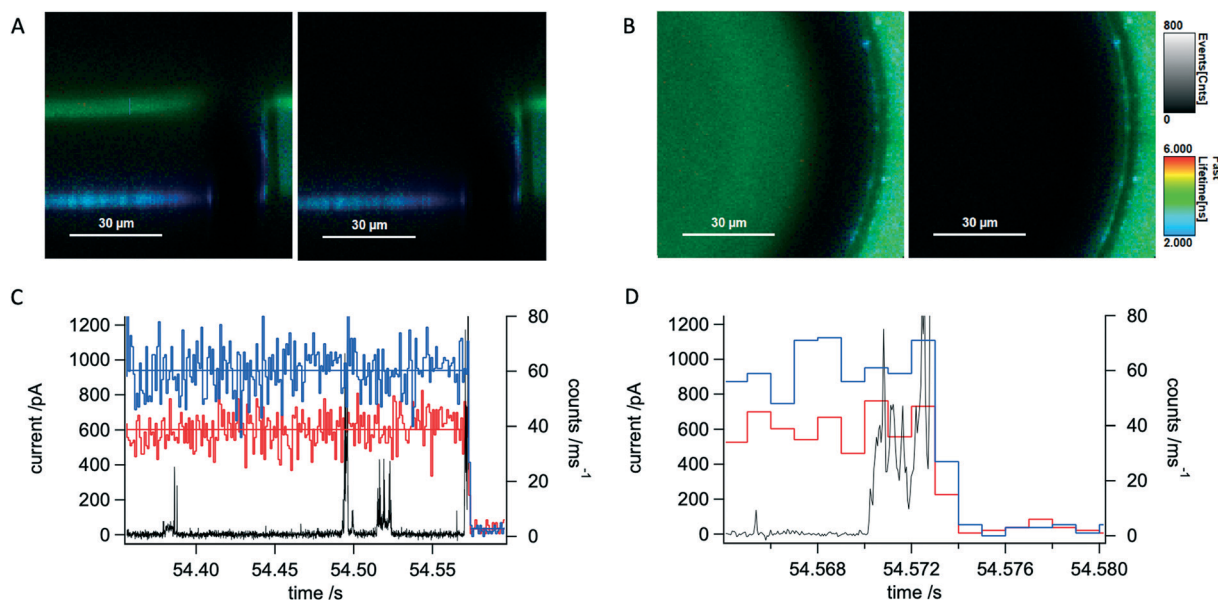 A
30 µm
30 µm
B
30 µm
30 µm
800
Events[Cnts]
0
6.000
Fast
Lifetime[ns]
2.000
C
1200
1000
800
600
400
200
0
current /pA
80
60
40
20
0
counts /ms⁻¹
54.40
54.45
54.50
54.55
time /s
D
1200
1000
800
600
400
200
0
current /pA
80
60
40
20
0
counts /ms⁻¹
54.568
54.572
54.576
54.580
time /s